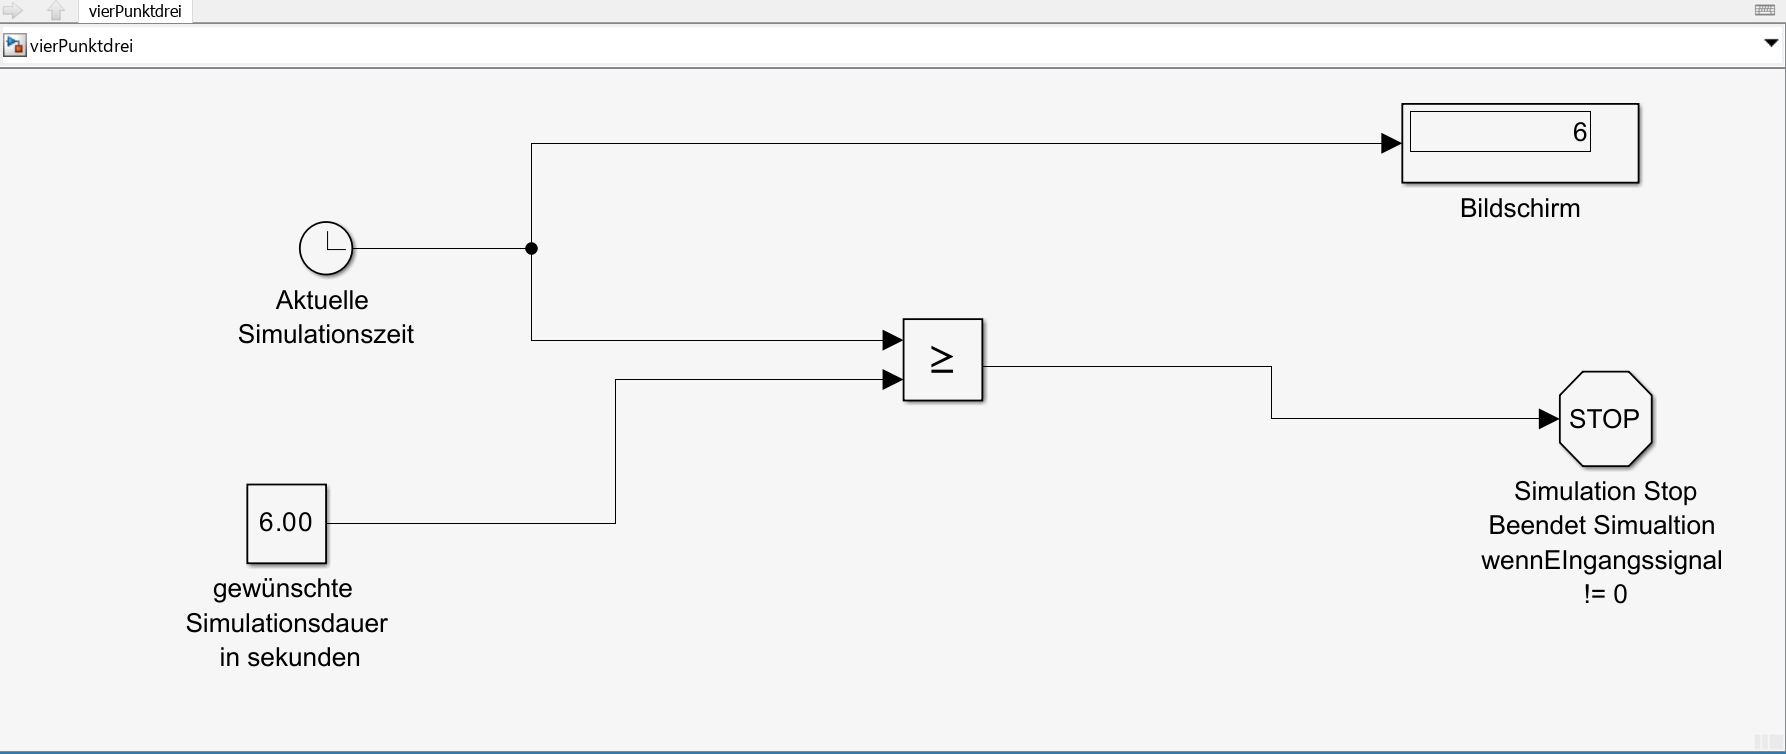 vierPunktdrei
vierPunktdrei
6
Bildschirm
Aktuelle
Simulationszeit
≥
STOP
Simulation Stop
Beendet Simualtion
wennEIngangssignal
!= 0
6.00
gewünschte
Simulationsdauer
in sekunden